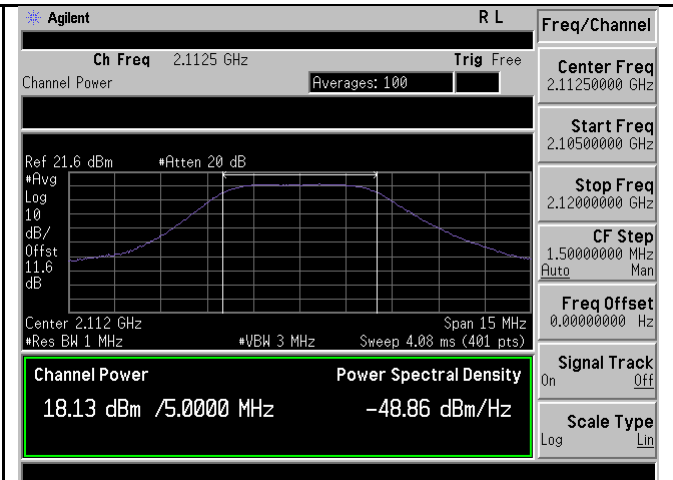 Agilent R L
Ch Freq 2.1125 GHz Trig Free
Channel Power Averages: 100
Ref 21.6 dBm #Atten 20 dB
#Avg
Log
10
dB/
Offst
11.6
dB
Center 2.112 GHz Span 15 MHz
#Res BW 1 MHz #VBW 3 MHz Sweep 4.08 ms (401 pts)
Channel Power Power Spectral Density
18.13 dBm /5.0000 MHz -48.86 dBm/Hz
Freq/Channel
Center Freq
2.11250000 GHz
Start Freq
2.10500000 GHz
Stop Freq
2.12000000 GHz
CF Step
1.50000000 MHz
Auto Man
Freq Offset
0.00000000 Hz
Signal Track
On Off
Scale Type
Log Lin